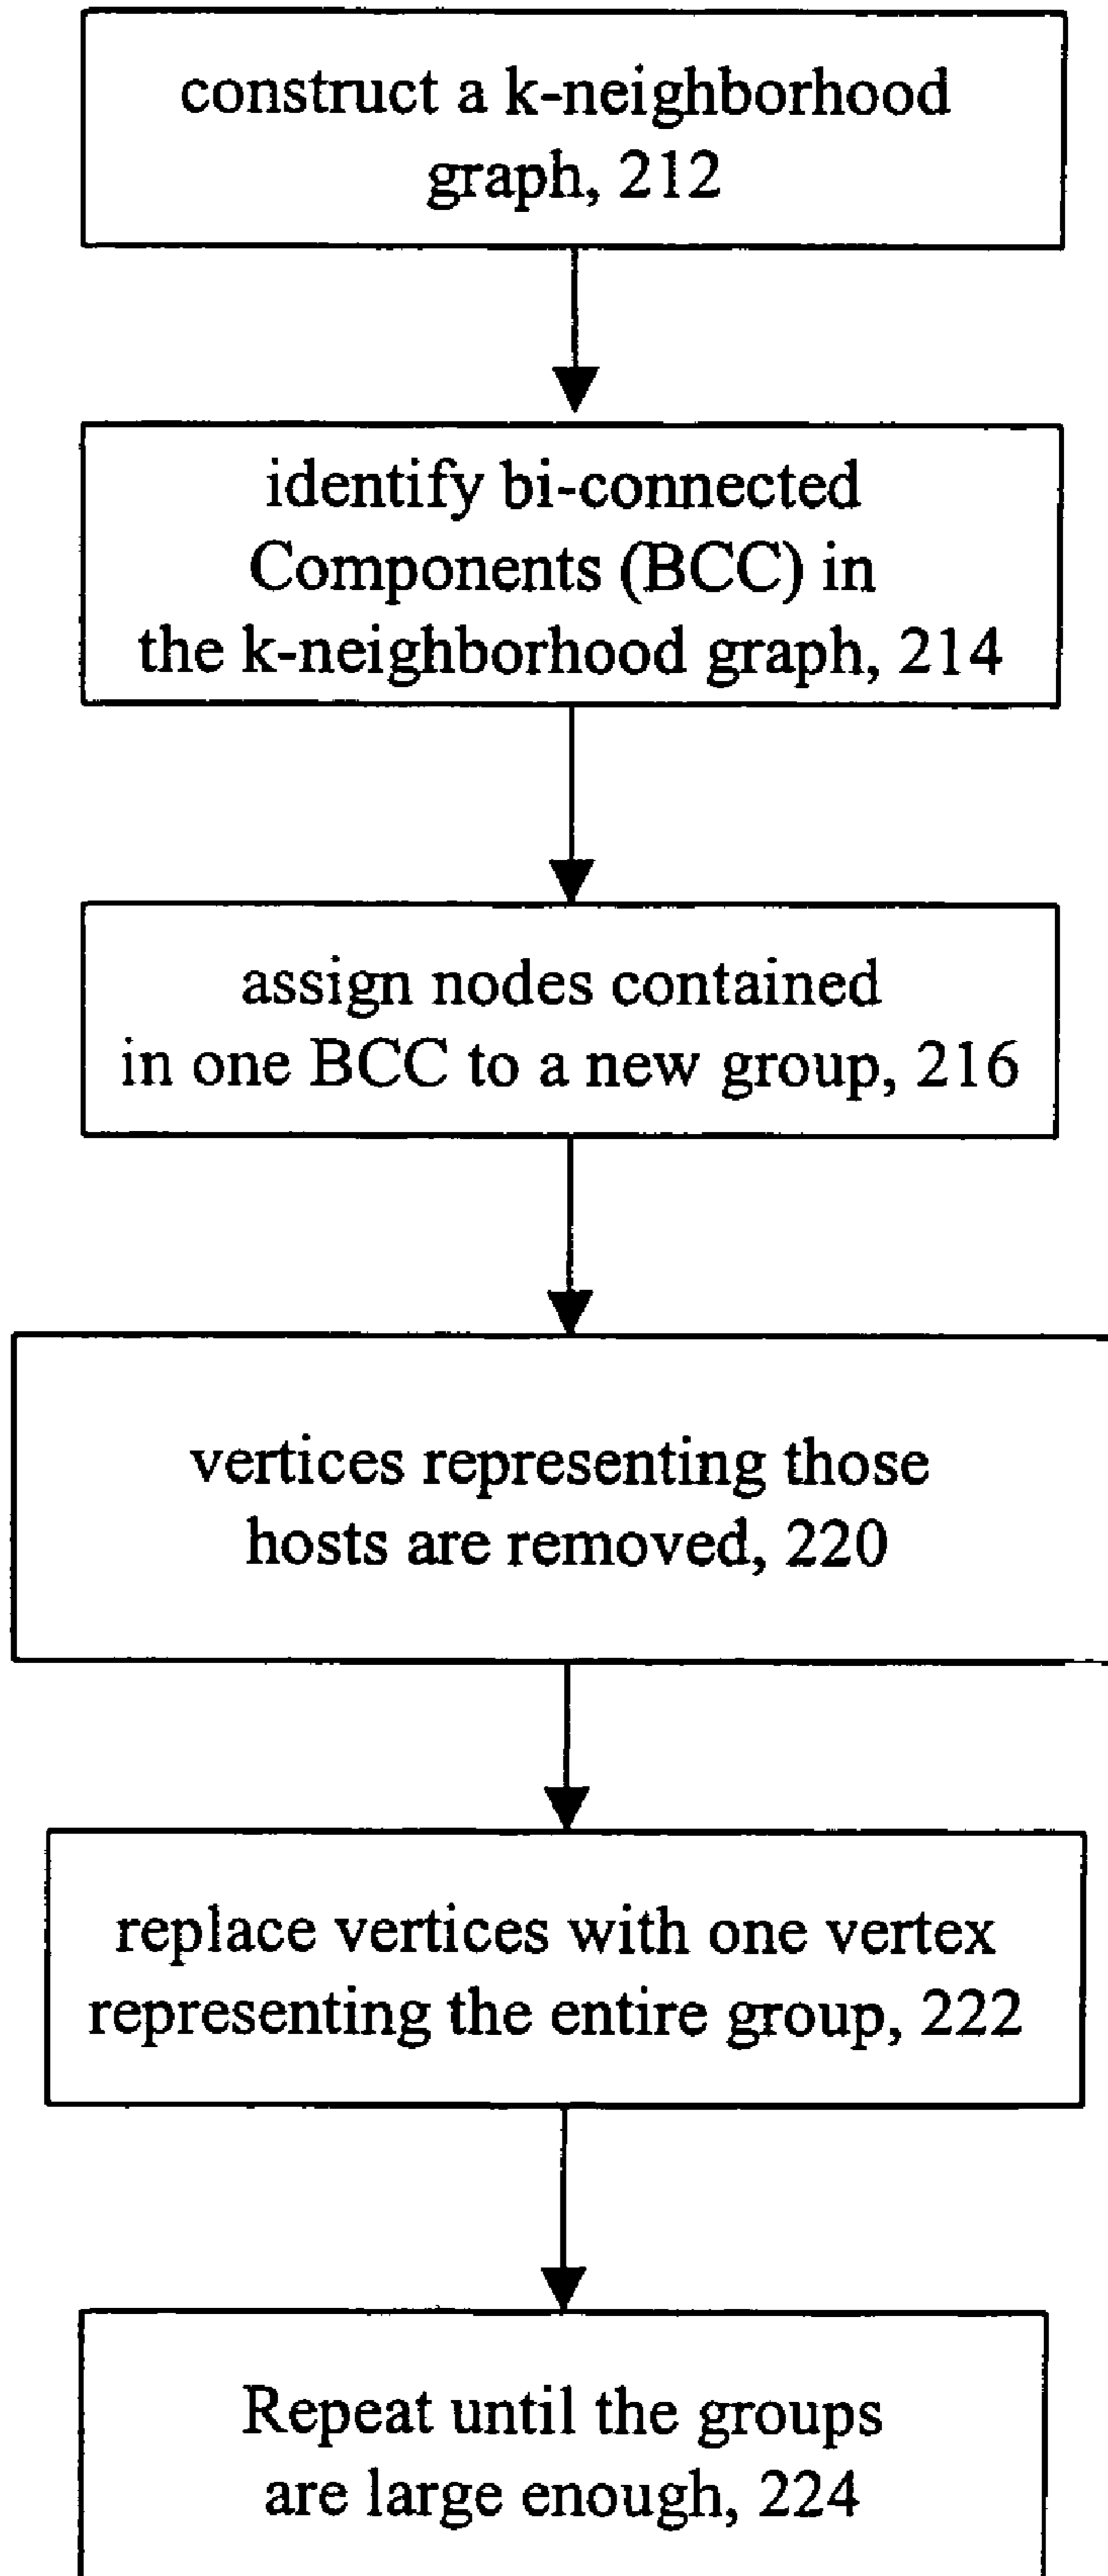 construct a k-neighborhood
graph, 212
identify bi-connected
Components (BCC) in
the k-neighborhood graph, 214
assign nodes contained
in one BCC to a new group, 216
vertices representing those
hosts are removed, 220
replace vertices with one vertex
representing the entire group, 222
Repeat until the groups
are large enough, 224